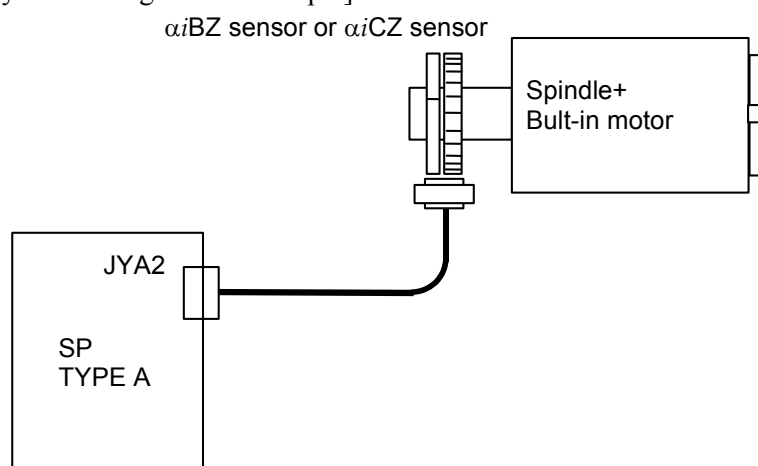 αiBZ sensor or αiCZ sensor
Spindle+
Bult-in motor
JYA2
SP
TYPE A